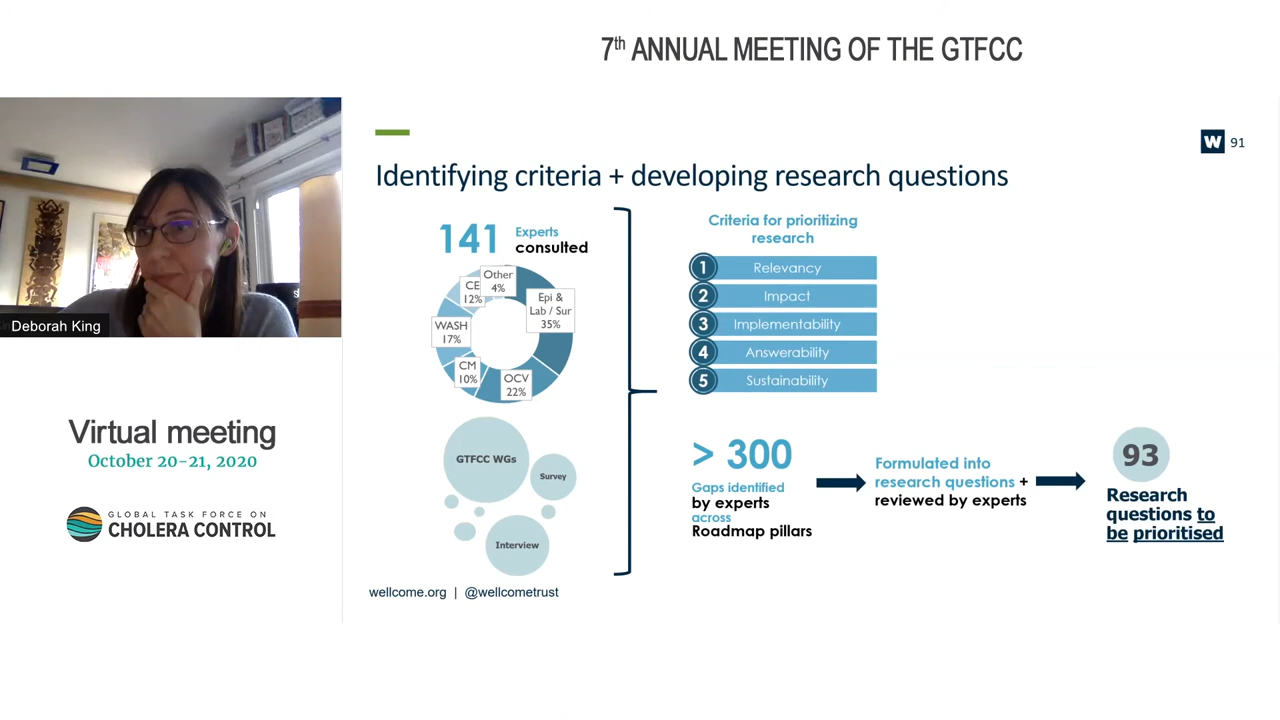 7th ANNUAL MEETING OF THE GTFCC
Deborah King
Virtual meeting
October 20-21, 2020
GLOBAL TASK FORCE ON
CHOLERA CONTROL
W 91
Identifying criteria + developing research questions
141 Experts
consulted
Other
4%
CE
12%
Epi &
Lab / Sur
35%
WASH
17%
CM
10%
OCV
22%
GTFCC WGs
Survey
Interview
wellcome.org | @wellcometrust
Criteria for prioritizing
research
1 Relevancy
2 Impact
3 Implementability
4 Answerability
5 Sustainability
> 300
Gaps identified
by experts
across
Roadmap pillars
Formulated into
research questions +
reviewed by experts
93
Research
questions to
be prioritised